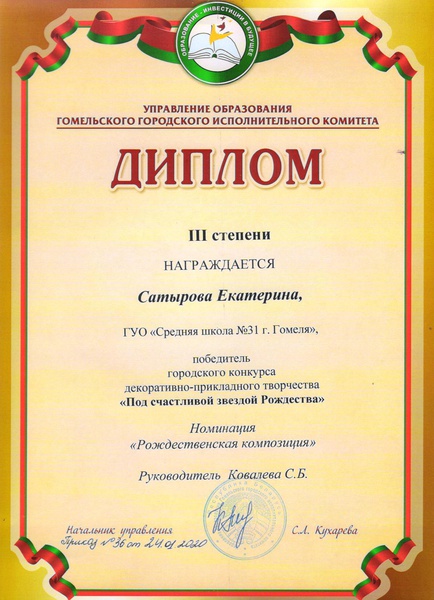 ОБРАЗОВАНИЕ - ИНВЕСТИЦИИ В БУДУЩЕЕ
УПРАВЛЕНИЕ ОБРАЗОВАНИЯ
ГОМЕЛЬСКОГО ГОРОДСКОГО ИСПОЛНИТЕЛЬНОГО КОМИТЕТА
ДИПЛОМ
III степени
НАГРАЖДАЕТСЯ
Сатырова Екатерина,
ГУО «Средняя школа №31 г. Гомеля»,
победитель
городского конкурса
декоративно-прикладного творчества
«Под счастливой звездой Рождества»
Номинация
«Рождественская композиция»
Руководитель Ковалева С.Б.
Начальник управления С.Л. Кухарева
Приказ №36 от 24.01.2020